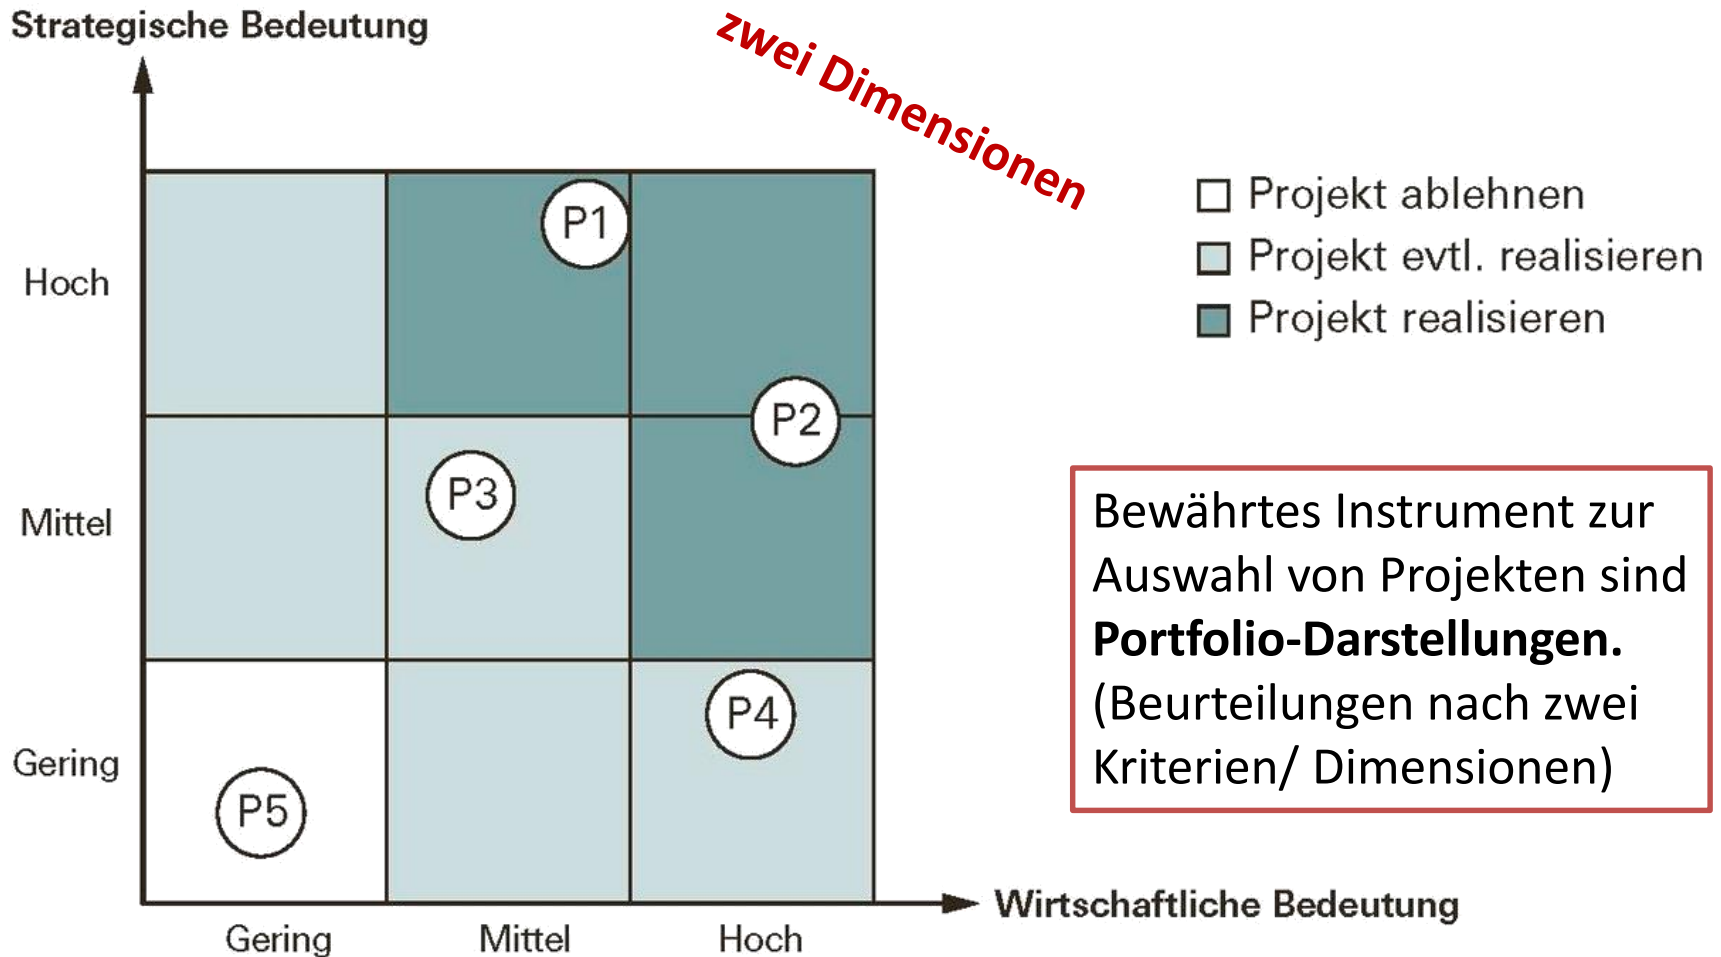 Strategische Bedeutung
zwei Dimensionen
Projekt ablehnen
Projekt evtl. realisieren
Projekt realisieren
Hoch
Mittel
Gering
P1
P2
P3
P4
P5
Bewährtes Instrument zur
Auswahl von Projekten sind
Portfolio-Darstellungen.
(Beurteilungen nach zwei
Kriterien/ Dimensionen)
Wirtschaftliche Bedeutung
Gering
Mittel
Hoch